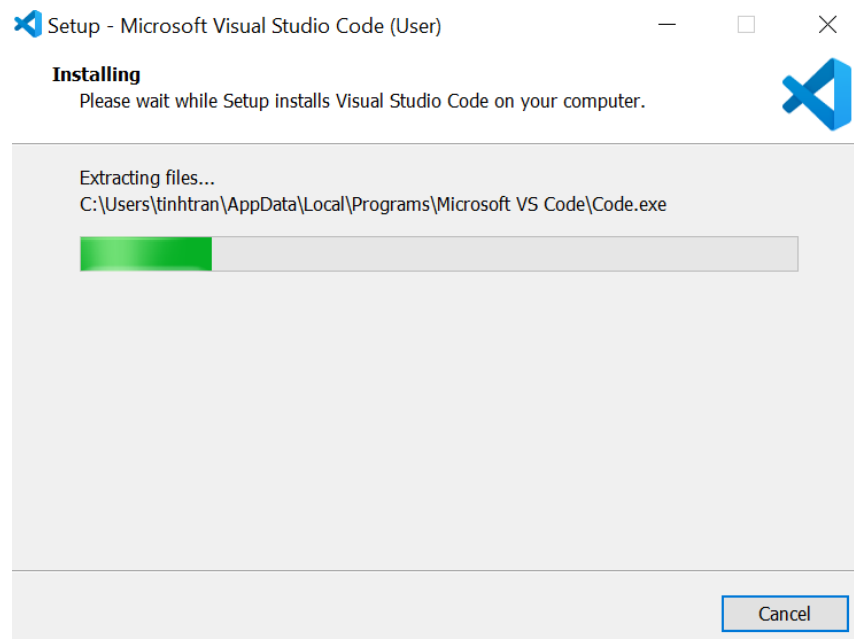 Setup - Microsoft Visual Studio Code (User)
Installing
Please wait while Setup installs Visual Studio Code on your computer.
Extracting files...
C:\Users\tinhtran\AppData\Local\Programs\Microsoft VS Code\Code.exe
Cancel